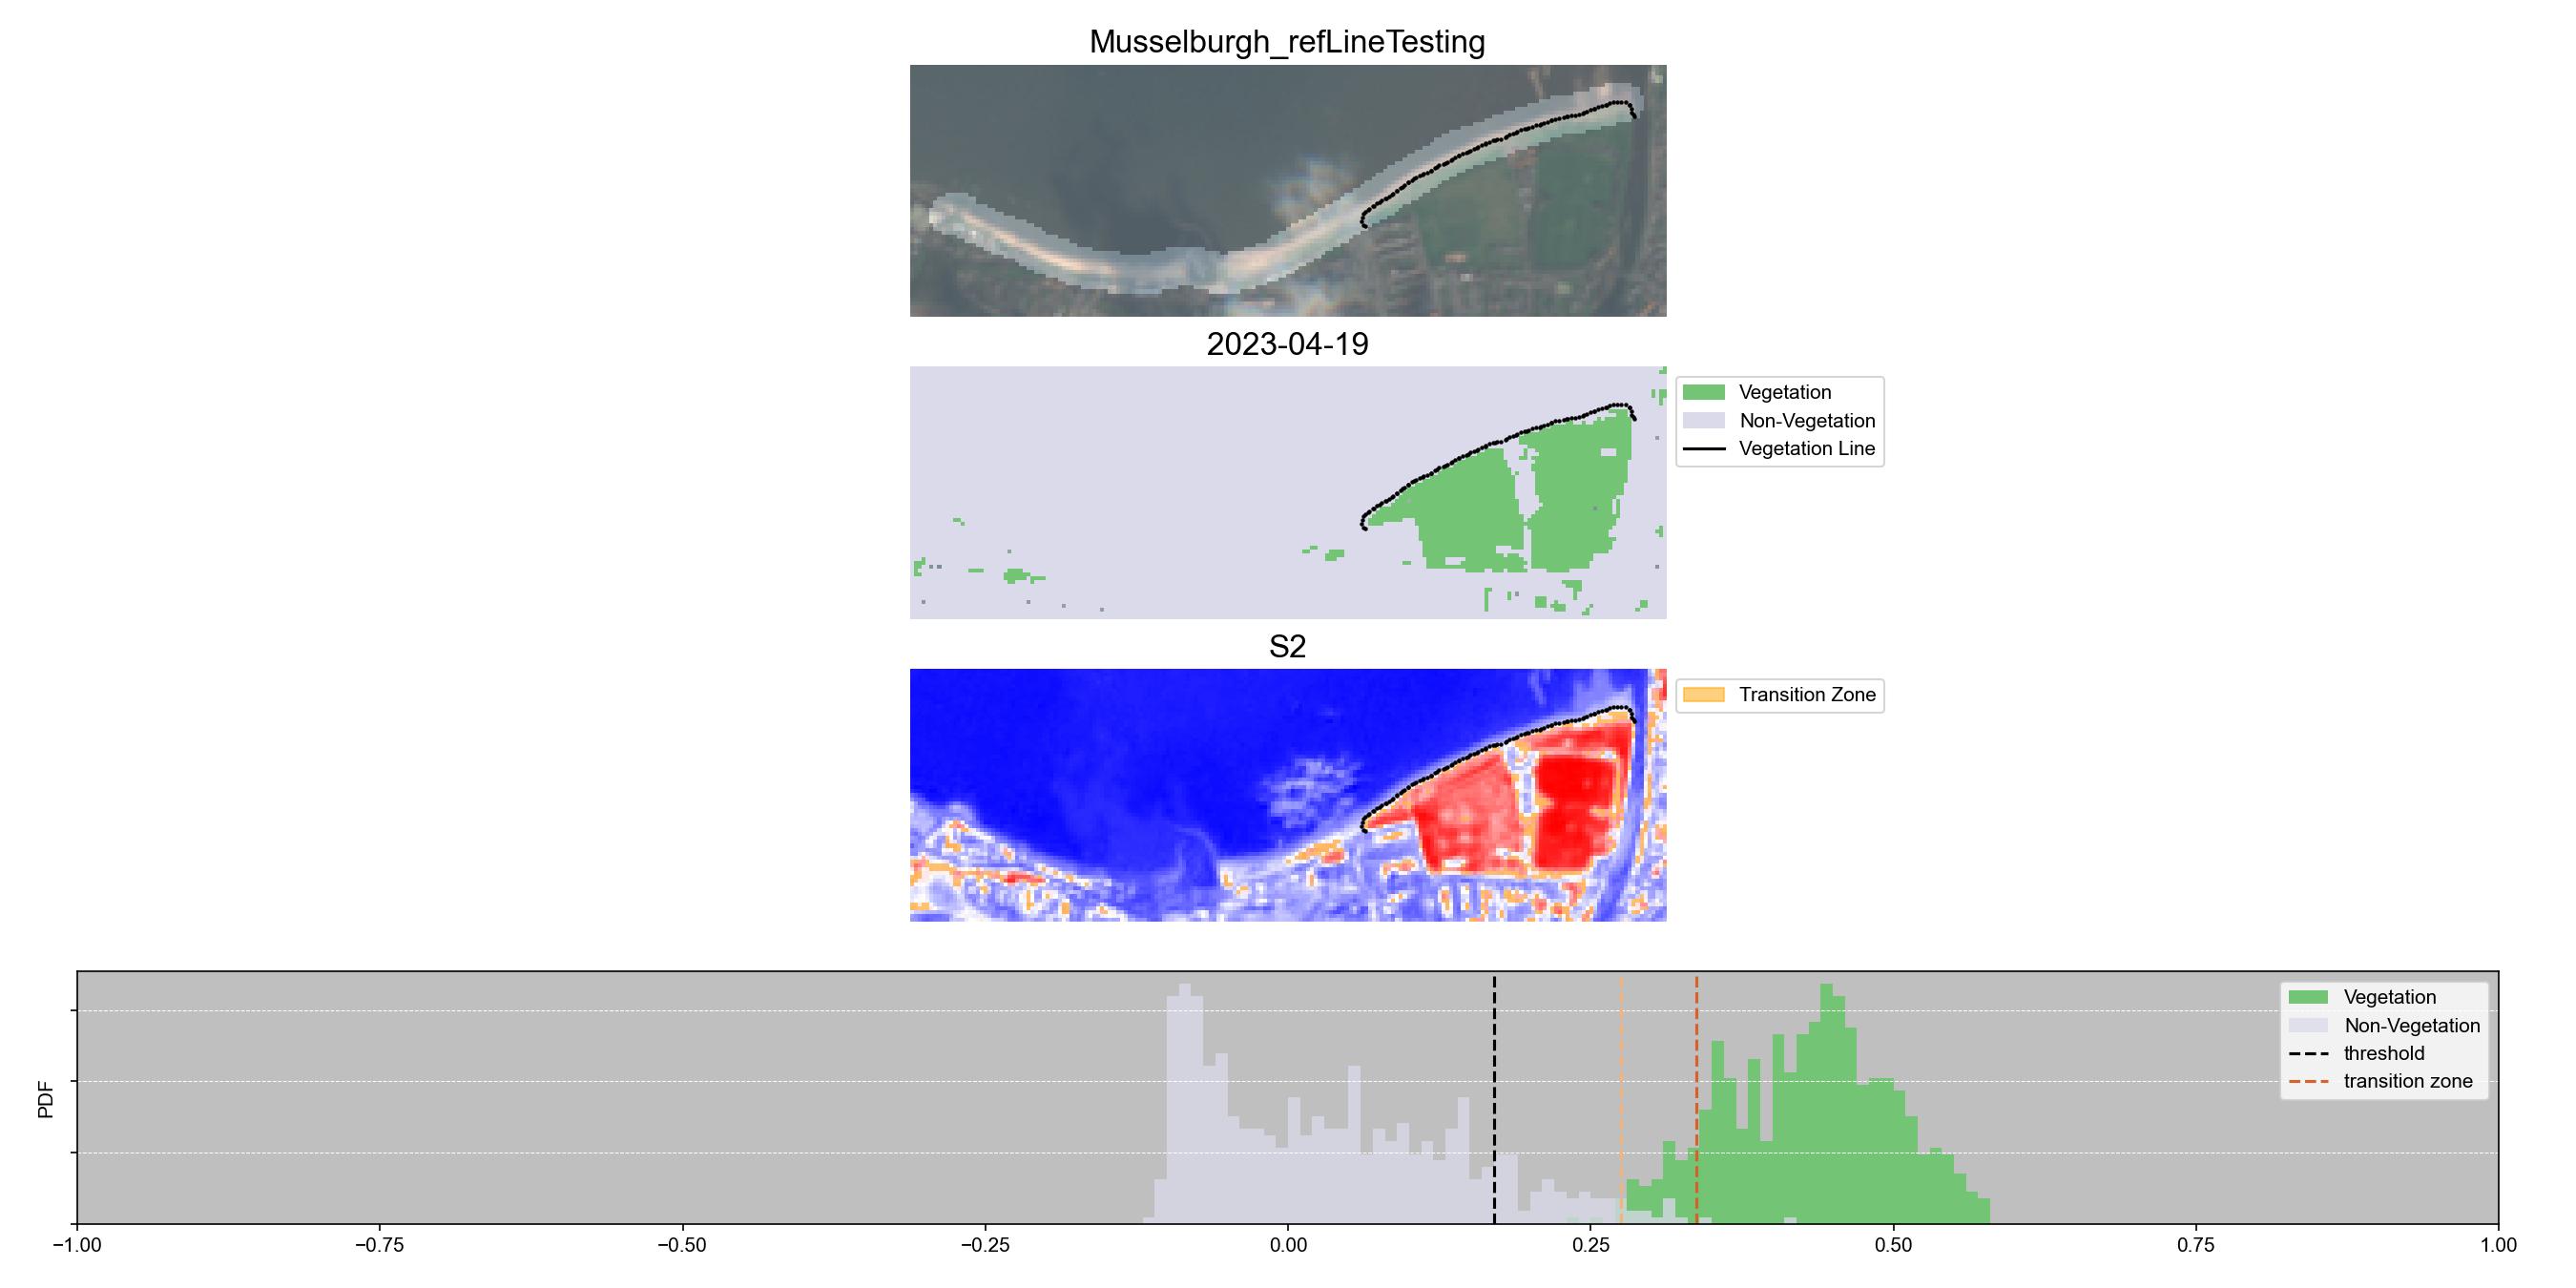 Musselburgh_refLineTesting
2023-04-19
Vegetation
Non-Vegetation
Vegetation Line
S2
Transition Zone
PDF
Vegetation
Non-Vegetation
threshold
transition zone
−1.00 −0.75 −0.50 −0.25 0.00 0.25 0.50 0.75 1.00